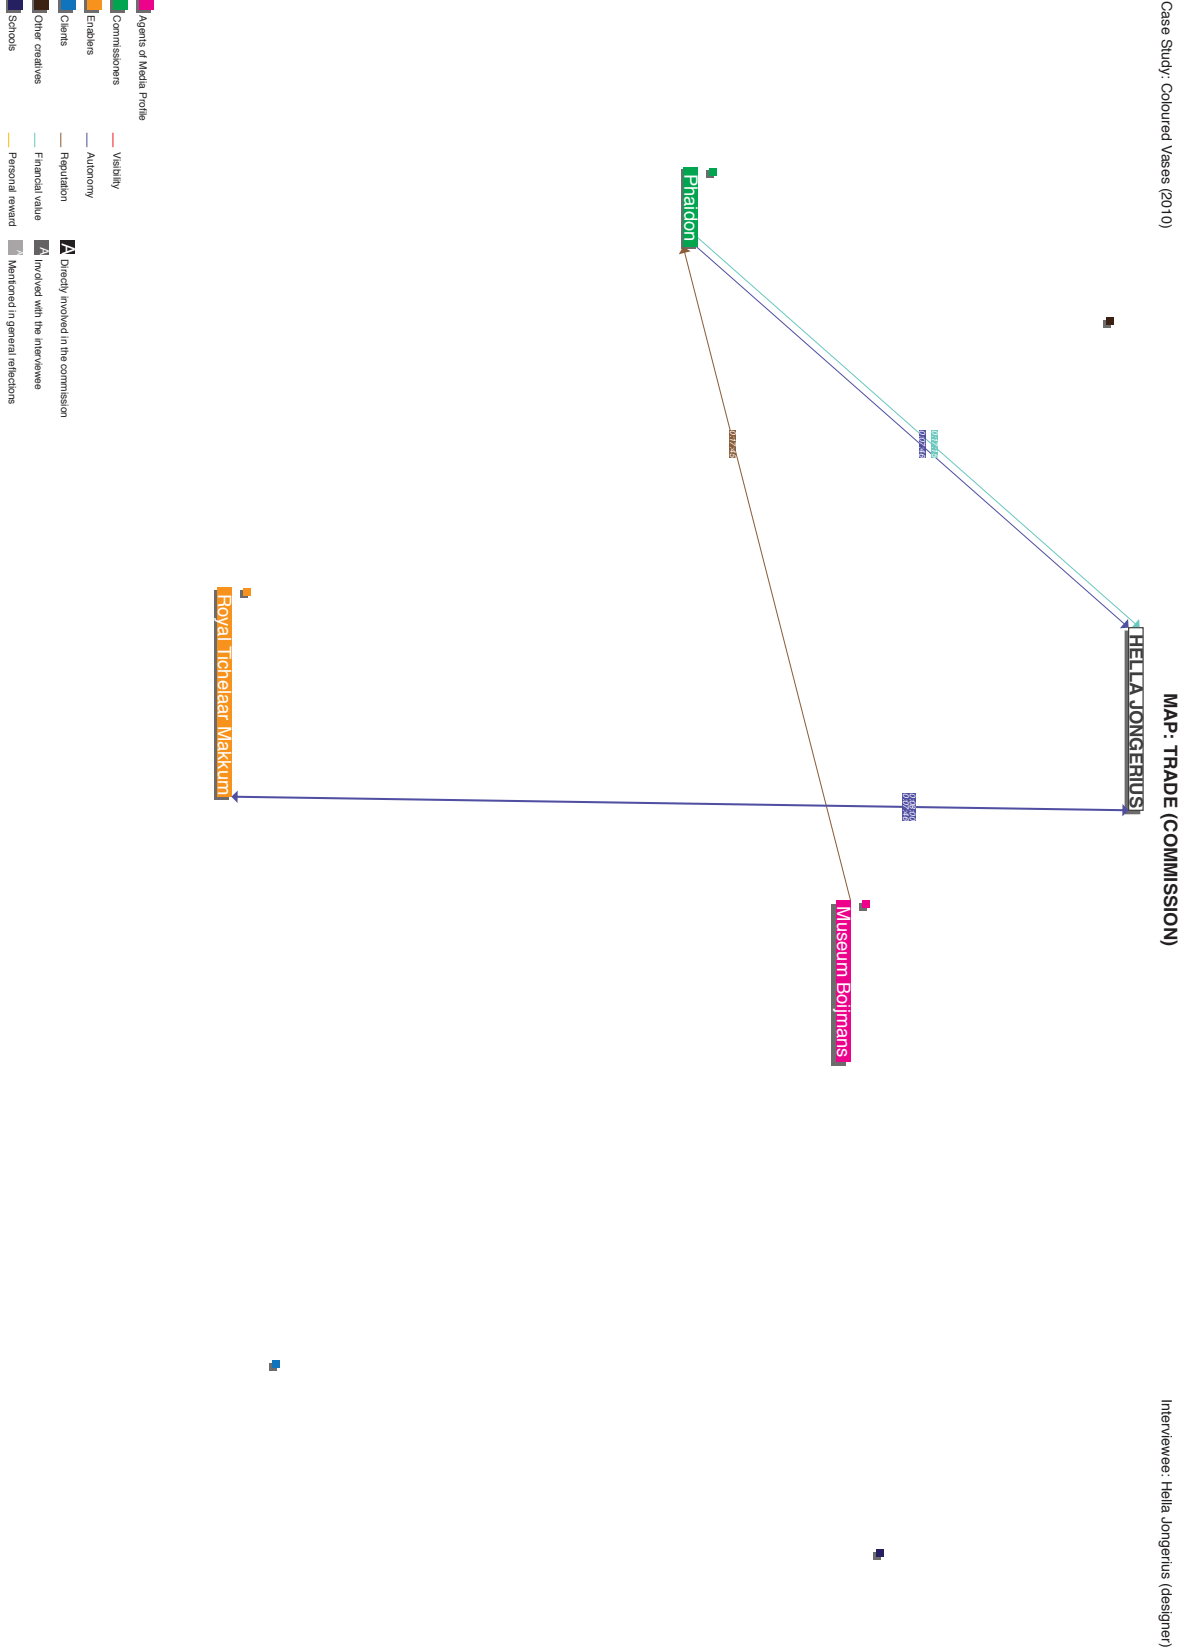 Case Study: Coloured Vases (2010)
MAP: TRADE (COMMISSION)
Interviewee: Hella Jongerius (designer)
HELLA JONGERIUS
Museum Boijmans
Phaidon
Royal Tichelaar Makkum
Agents of Media Profile
Commissioners
Enablers
Clients
Other creatives
Schools
Visibility
Autonomy
Reputation
Financial value
Personal reward
A Directly involved in the commission
A Involved with the interviewee
A Mentioned in general reflections